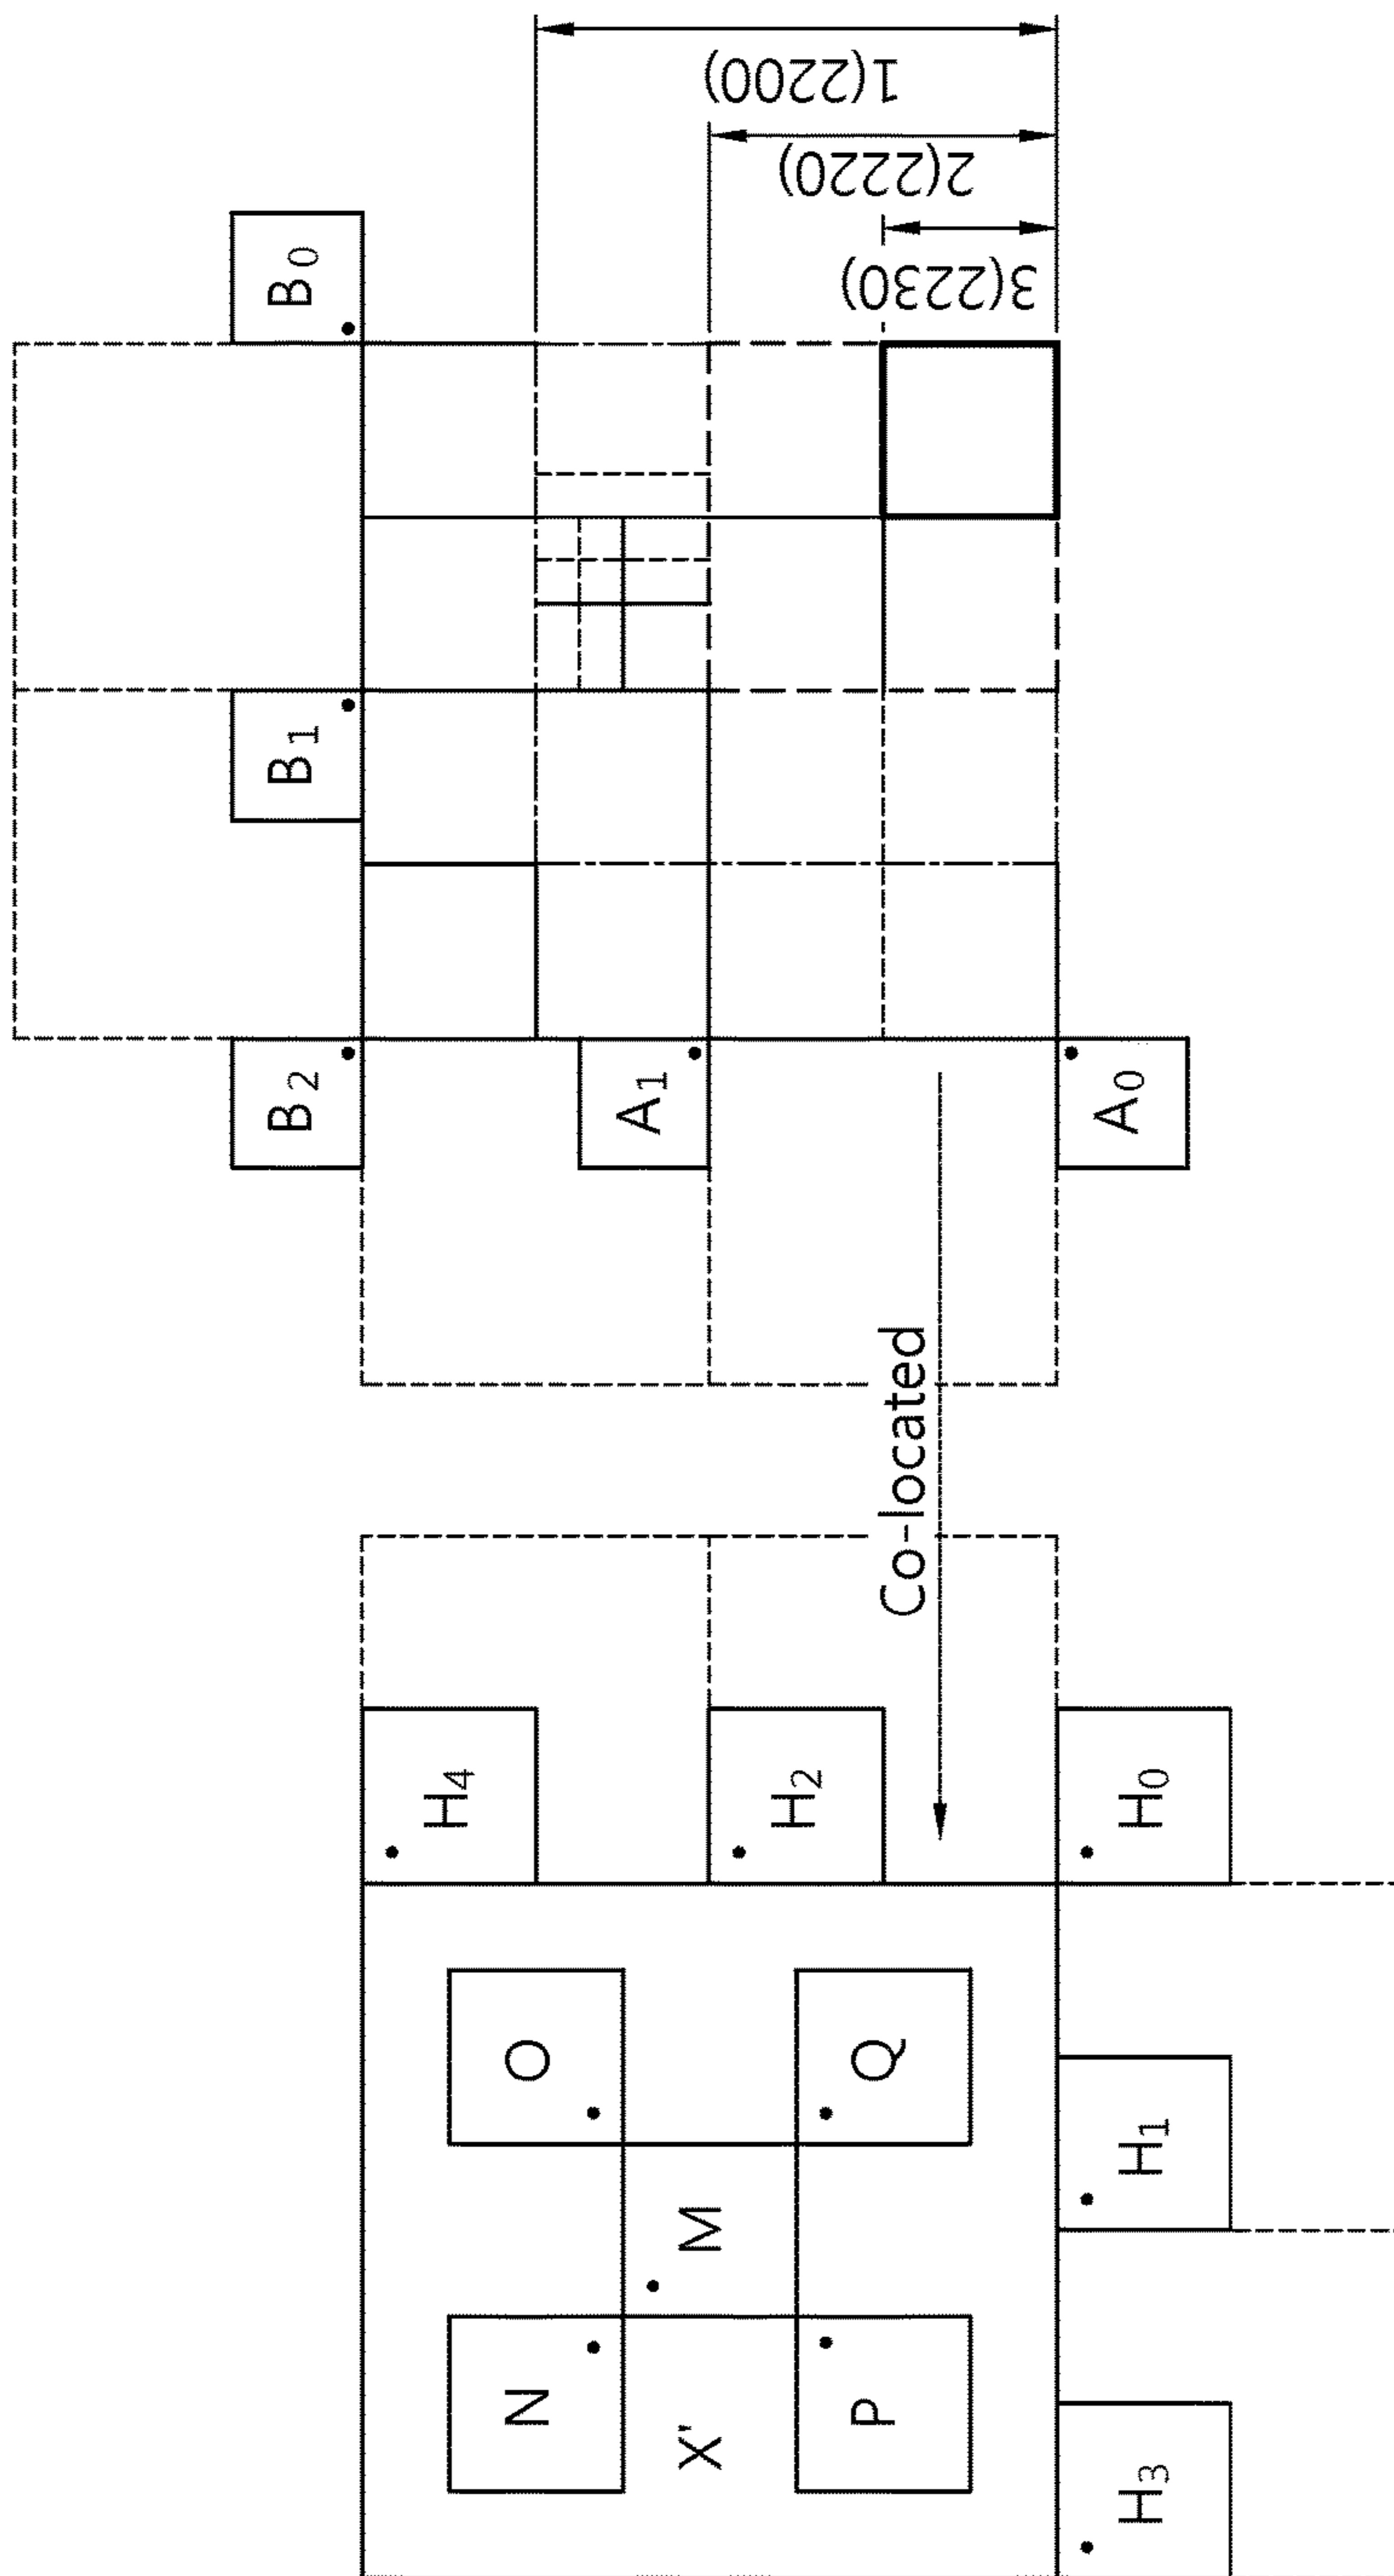 1(2200)
2(2220)
3(2230)
B0
B1
B2
A1
A0
Co-located
H4
H2
H0
O
Q
M
H1
N
X'
P
H3